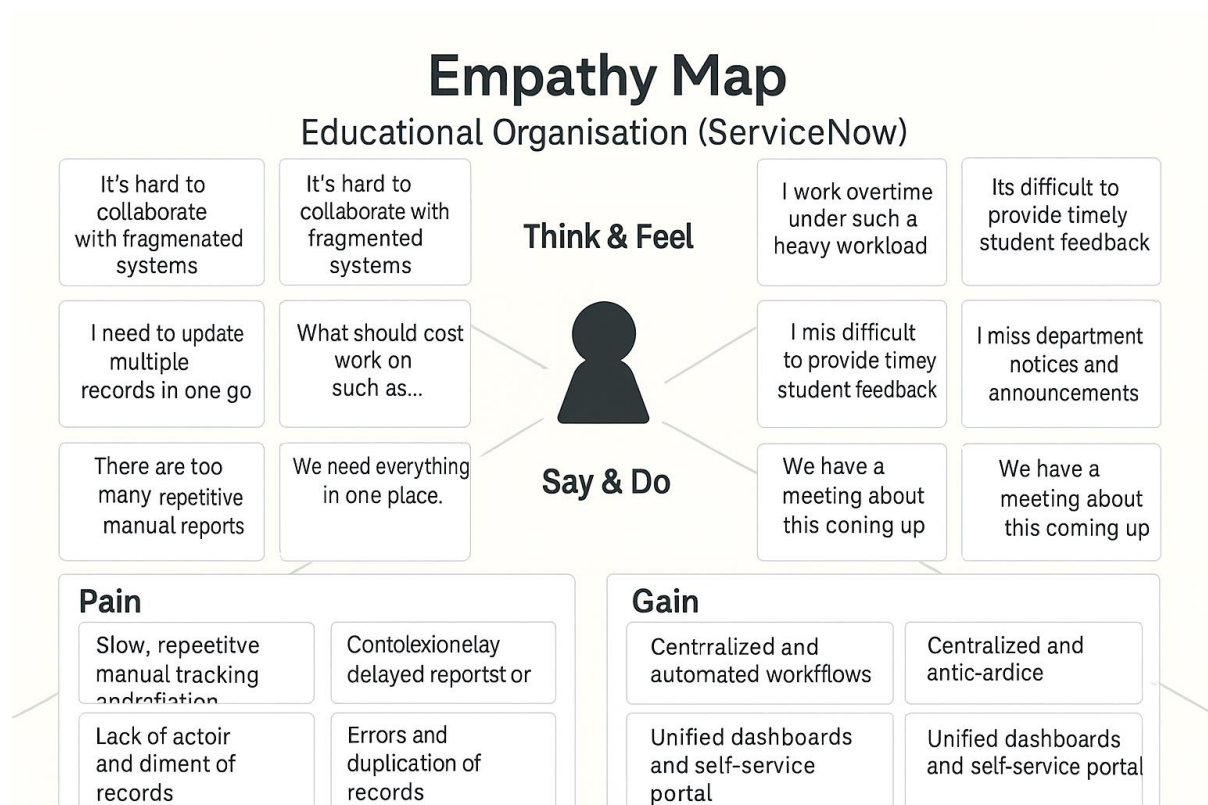 Empathy Map
Educational Organisation (ServiceNow)
It's hard to
collaborate
with fragmenated
systems
It's hard to
collaborate with
fragmented
systems
Think & Feel
I work overtime
under such a
heavy workload
Its difficult to
provide timely
student feedback
I need to update
multiple
records in one go
What should cost
work on
such as...
I mis difficult
to provide timey
student feedback
I miss department
notices and
announcements
There are too
many repetitive
manual reports
We need everything
in one place.
Say & Do
We have a
meeting about
this coning up
We have a
meeting about
this coming up
Pain
Slow, repeetitve
manual tracking
Contolexionelay
delayed reportst or
Lack of actoir
and diment of
records
Errors and
duplication of
records
Gain
Centrralized and
automated workfflows
Centralized and
antic-ardice
Unified dashboards
and self-service
portal
Unified dashboards
and self-service portal